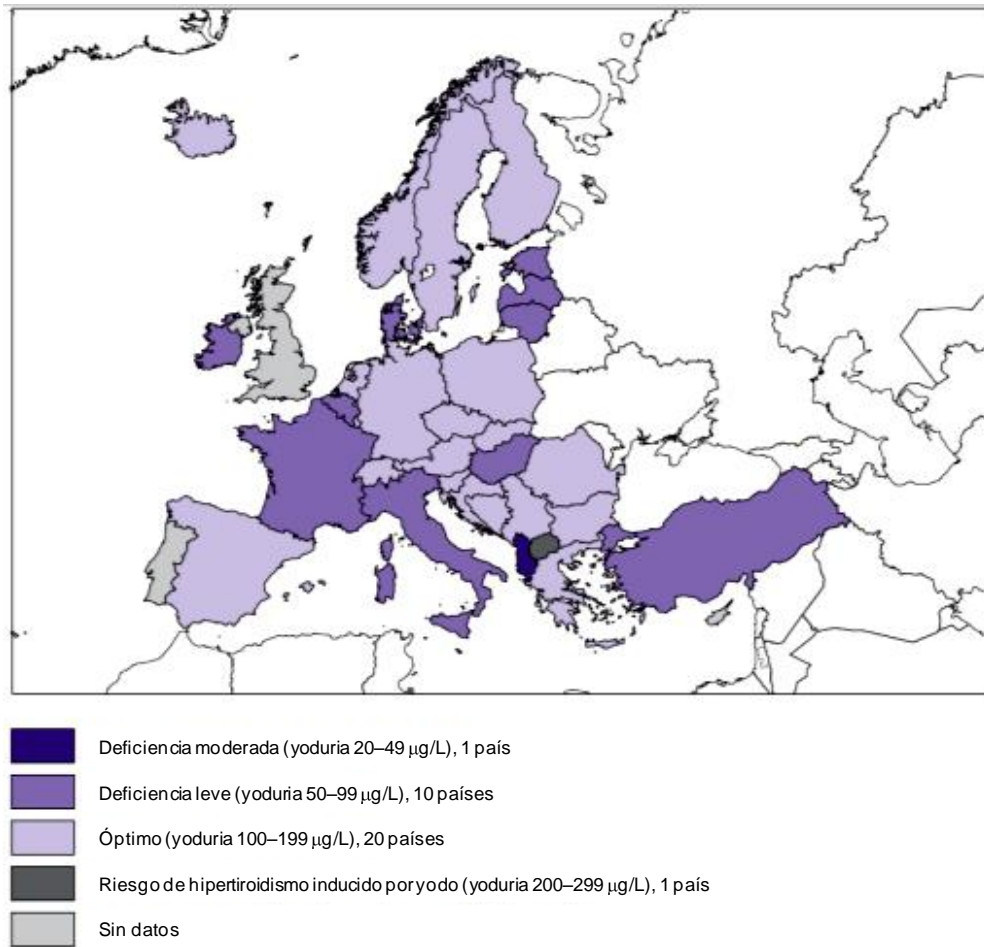 Deficiencia moderada (yoduria 20–49 μg/L), 1 país
Deficiencia leve (yoduria 50–99 μg/L), 10 países
Óptimo (yoduria 100–199 μg/L), 20 países
Riesgo de hipertiroidismo inducido por yodo (yoduria 200–299 μg/L), 1 país
Sin datos